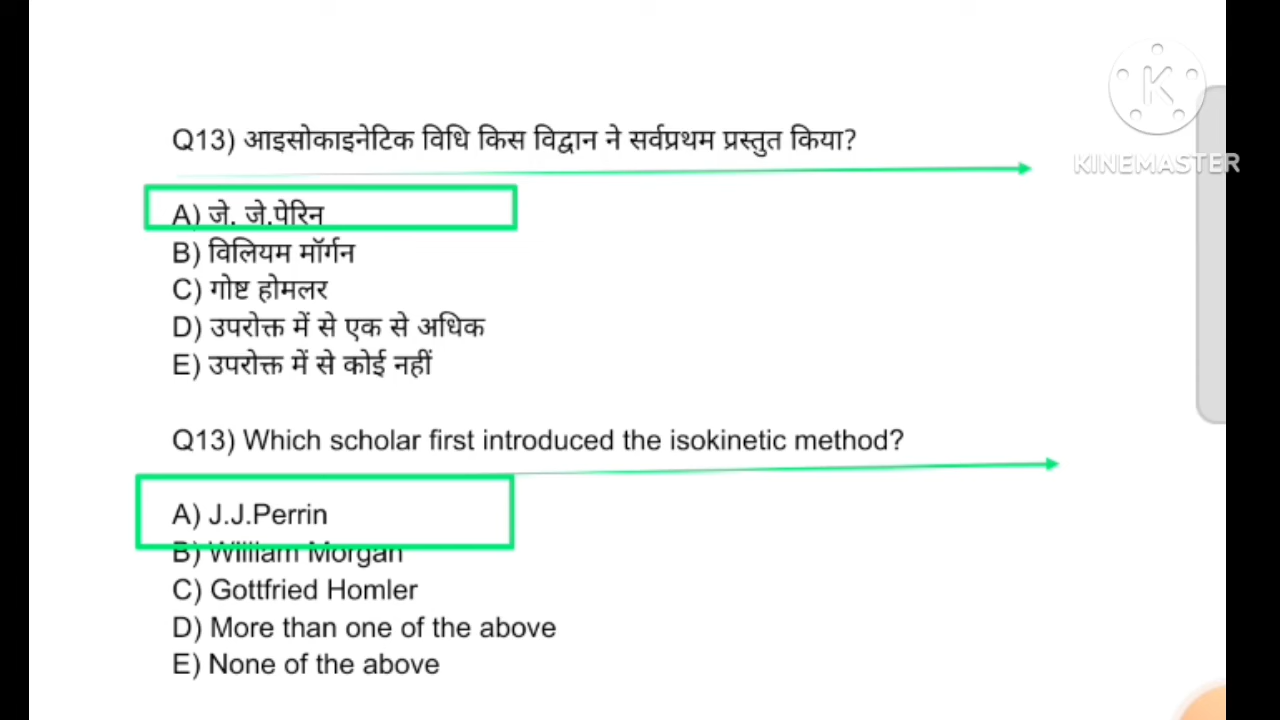 Q13) आइसोकाइनेटिक विधि किस विद्वान ने सर्वप्रथम प्रस्तुत किया?
A) जे. जे.पेरिन
B) विलियम मॉर्गन
C) गोष्ट होमलर
D) उपरोक्त में से एक से अधिक
E) उपरोक्त में से कोई नहीं
Q13) Which scholar first introduced the isokinetic method?
A) J.J.Perrin
B) William Morgan
C) Gottfried Homler
D) More than one of the above
E) None of the above
KINEMASTER